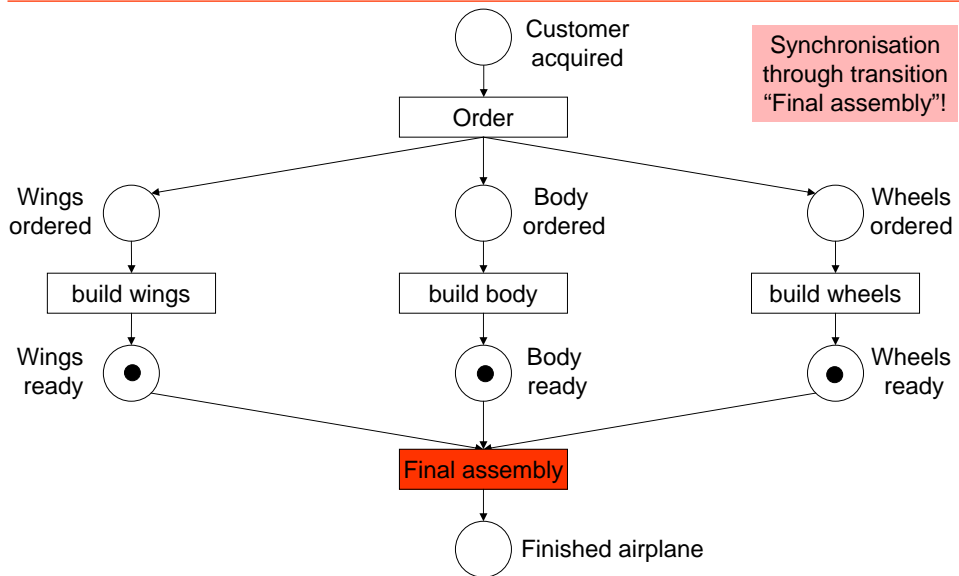 Customer
acquired
Synchronisation
through transition
“Final assembly”!
Order
Wings
ordered
Body
ordered
Wheels
ordered
build wings
build body
build wheels
Wings
ready
Body
ready
Wheels
ready
Final assembly
Finished airplane